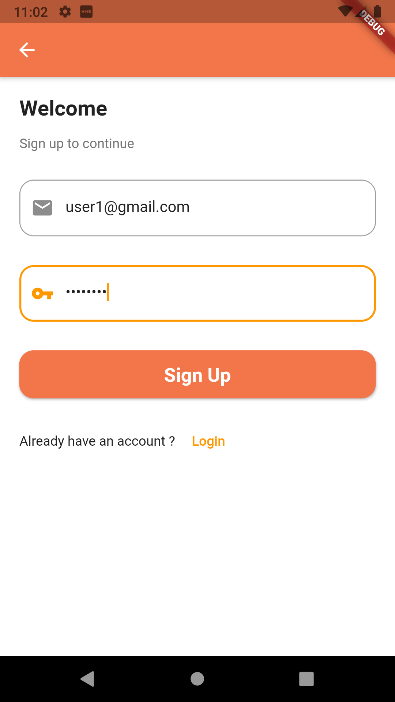 11:02
DEBUG
Welcome
Sign up to continue
user1@gmail.com
••••••••
Sign Up
Already have an account ? Login